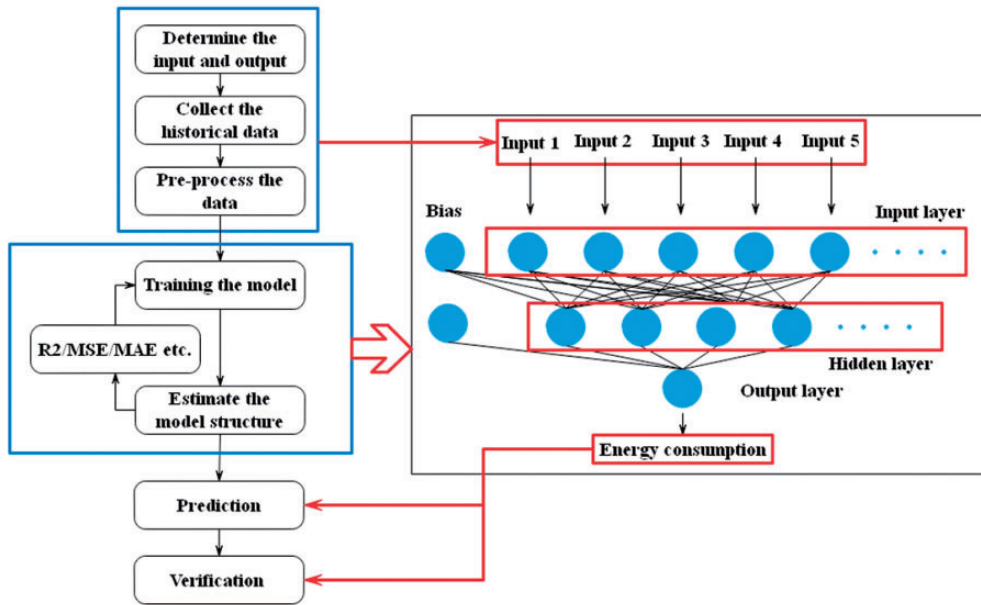 Determine the
input and output
Collect the
historical data
Pre-process the
data
Training the model
R2/MSE/MAE etc.
Estimate the
model structure
Prediction
Verification
Input 1 Input 2 Input 3 Input 4 Input 5
Bias
Input layer
Hidden layer
Output layer
Energy consumption